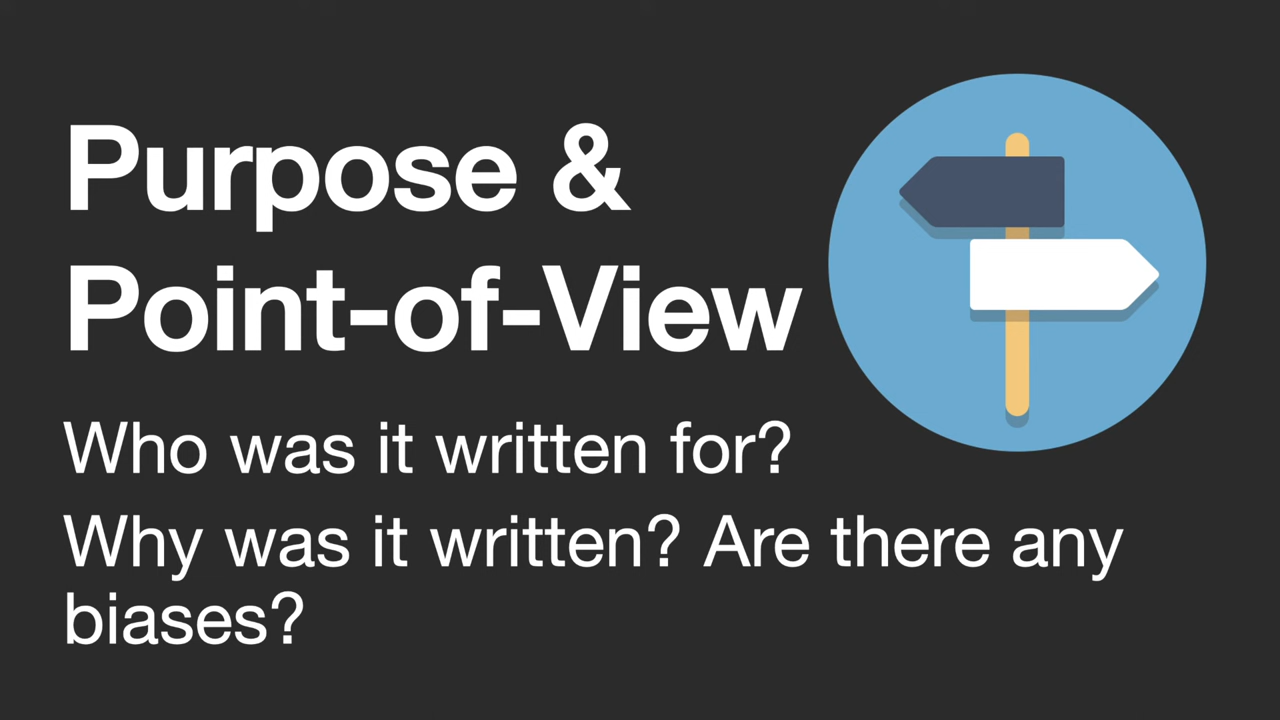 Purpose &
Point-of-View
Who was it written for?
Why was it written? Are there any
biases?